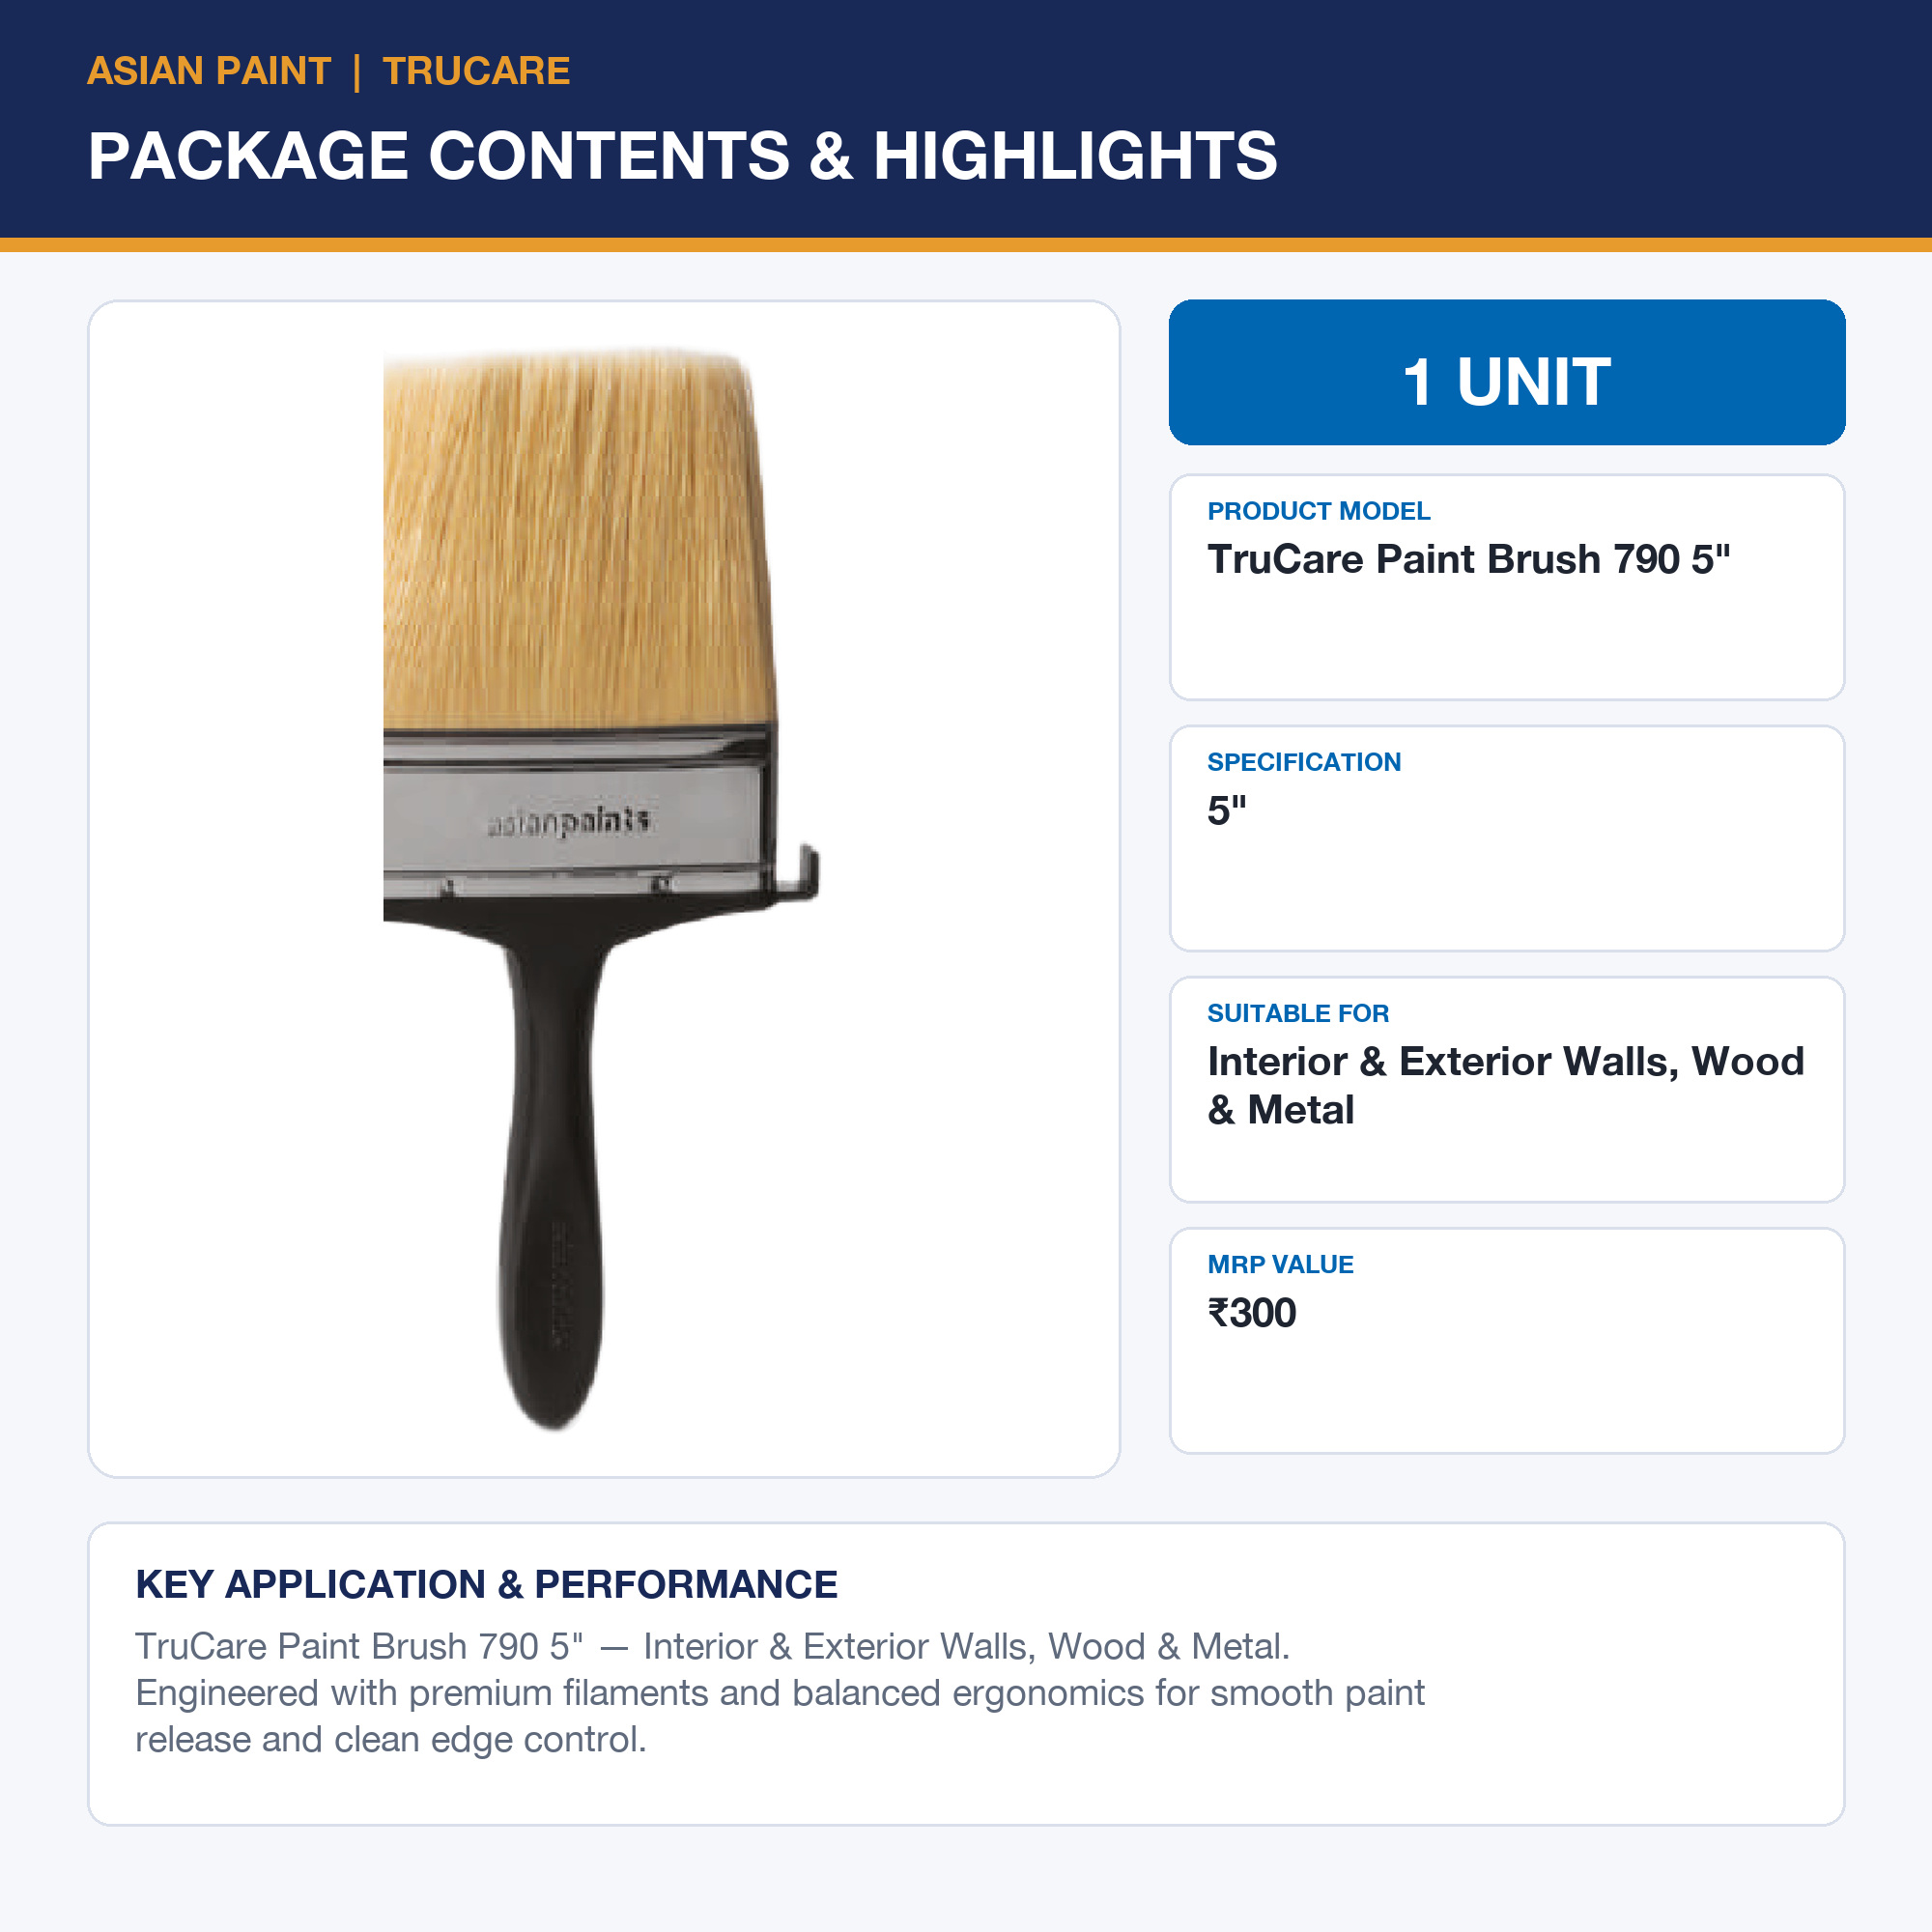 ASIAN PAINT | TRUCARE
PACKAGE CONTENTS & HIGHLIGHTS
asianpaints
1 UNIT
PRODUCT MODEL
TruCare Paint Brush 790 5"
SPECIFICATION
5"
SUITABLE FOR
Interior & Exterior Walls, Wood
& Metal
MRP VALUE
₹300
KEY APPLICATION & PERFORMANCE
TruCare Paint Brush 790 5" — Interior & Exterior Walls, Wood & Metal.
Engineered with premium filaments and balanced ergonomics for smooth paint
release and clean edge control.